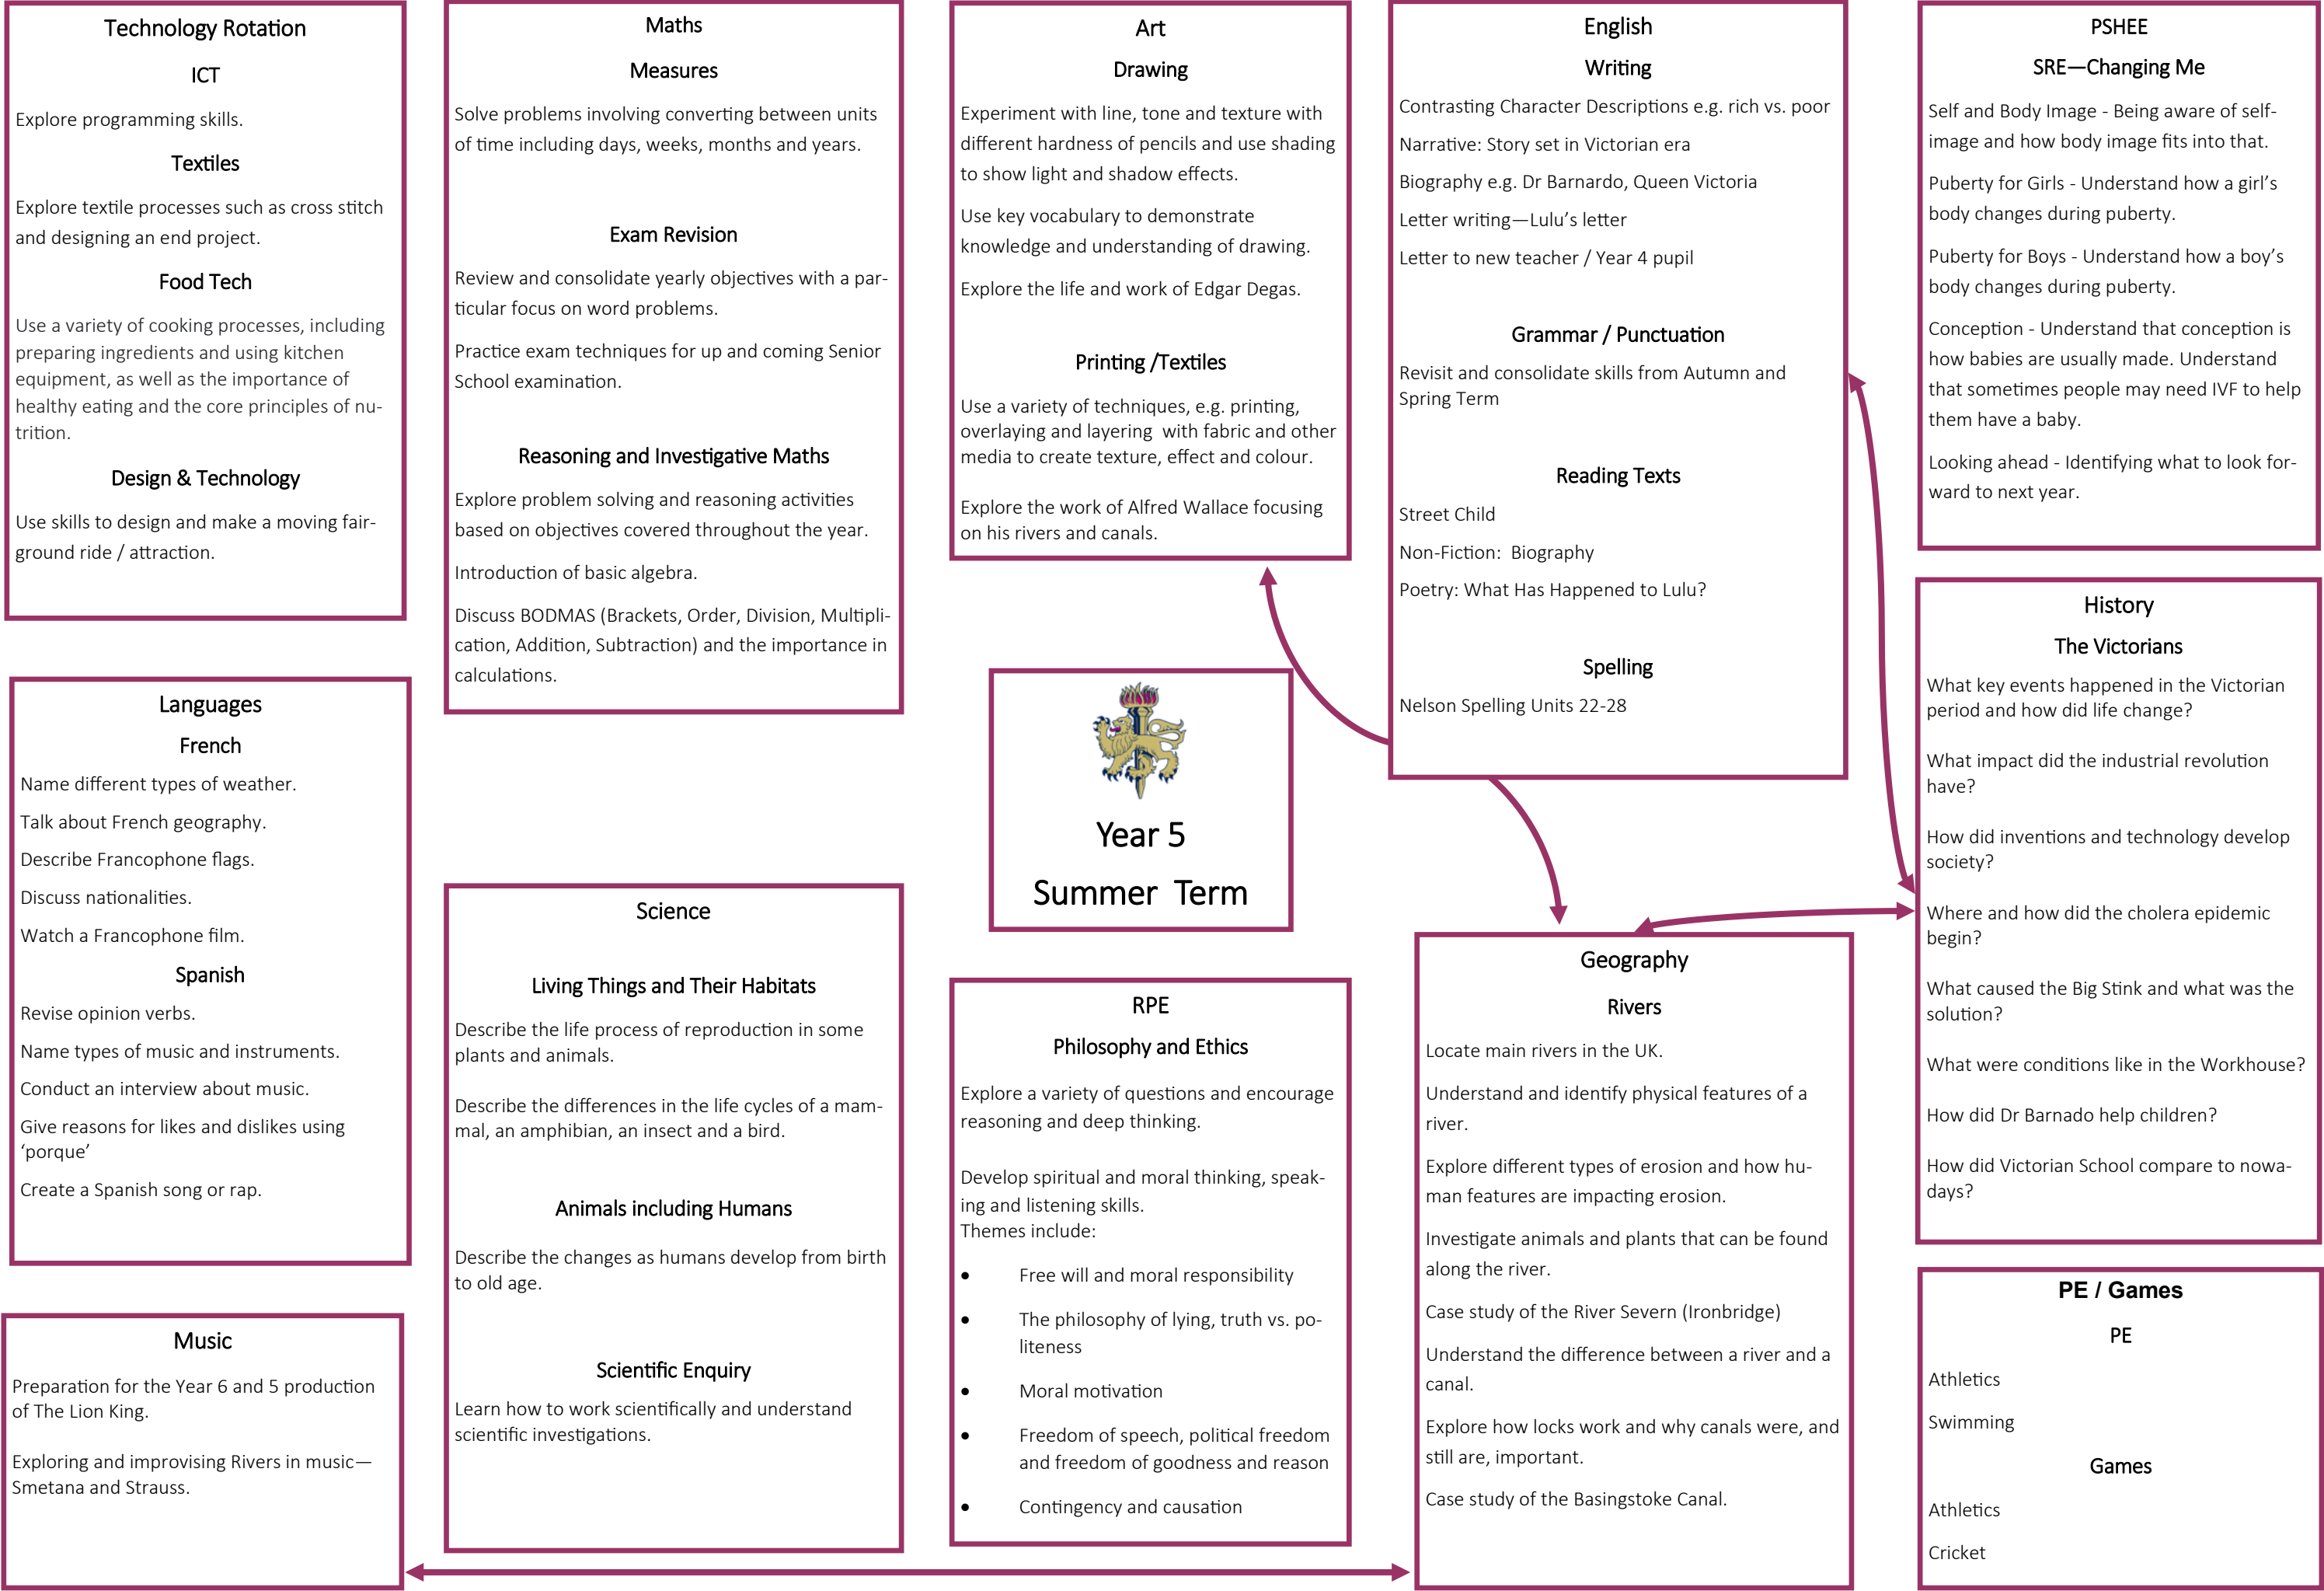 Technology Rotation
ICT
Explore programming skills.
Textiles
Explore textile processes such as cross stitch
and designing an end project.
Food Tech
Use a variety of cooking processes, including
preparing ingredients and using kitchen
equipment, as well as the importance of
healthy eating and the core principles of nu-
trition.
Design & Technology
Use skills to design and make a moving fair-
ground ride / attraction.
Languages
French
Name different types of weather.
Talk about French geography.
Describe Francophone flags.
Discuss nationalities.
Watch a Francophone film.
Spanish
Revise opinion verbs.
Name types of music and instruments.
Conduct an interview about music.
Give reasons for likes and dislikes using
‘porque’
Create a Spanish song or rap.
Music
Preparation for the Year 6 and 5 production
of The Lion King.
Exploring and improvising Rivers in music—
Smetana and Strauss.
Maths
Measures
Solve problems involving converting between units
of time including days, weeks, months and years.
Exam Revision
Review and consolidate yearly objectives with a par-
ticular focus on word problems.
Practice exam techniques for up and coming Senior
School examination.
Reasoning and Investigative Maths
Explore problem solving and reasoning activities
based on objectives covered throughout the year.
Introduction of basic algebra.
Discuss BODMAS (Brackets, Order, Division, Multipli-
cation, Addition, Subtraction) and the importance in
calculations.
Science
Living Things and Their Habitats
Describe the life process of reproduction in some
plants and animals.
Describe the differences in the life cycles of a mam-
mal, an amphibian, an insect and a bird.
Animals including Humans
Describe the changes as humans develop from birth
to old age.
Scientific Enquiry
Learn how to work scientifically and understand
scientific investigations.
Art
Drawing
Experiment with line, tone and texture with
different hardness of pencils and use shading
to show light and shadow effects.
Use key vocabulary to demonstrate
knowledge and understanding of drawing.
Explore the life and work of Edgar Degas.
Printing /Textiles
Use a variety of techniques, e.g. printing,
overlaying and layering with fabric and other
media to create texture, effect and colour.
Explore the work of Alfred Wallace focusing
on his rivers and canals.
Year 5
Summer Term
RPE
Philosophy and Ethics
Explore a variety of questions and encourage
reasoning and deep thinking.
Develop spiritual and moral thinking, speak-
ing and listening skills.
Themes include:
• Free will and moral responsibility
• The philosophy of lying, truth vs. po-
liteness
• Moral motivation
• Freedom of speech, political freedom
and freedom of goodness and reason
• Contingency and causation
English
Writing
Contrasting Character Descriptions e.g. rich vs. poor
Narrative: Story set in Victorian era
Biography e.g. Dr Barnardo, Queen Victoria
Letter writing—Lulu’s letter
Letter to new teacher / Year 4 pupil
Grammar / Punctuation
Revisit and consolidate skills from Autumn and
Spring Term
Reading Texts
Street Child
Non-Fiction: Biography
Poetry: What Has Happened to Lulu?
Spelling
Nelson Spelling Units 22-28
Geography
Rivers
Locate main rivers in the UK.
Understand and identify physical features of a
river.
Explore different types of erosion and how hu-
man features are impacting erosion.
Investigate animals and plants that can be found
along the river.
Case study of the River Severn (Ironbridge)
Understand the difference between a river and a
canal.
Explore how locks work and why canals were, and
still are, important.
Case study of the Basingstoke Canal.
PSHEE
SRE—Changing Me
Self and Body Image - Being aware of self-
image and how body image fits into that.
Puberty for Girls - Understand how a girl’s
body changes during puberty.
Puberty for Boys - Understand how a boy’s
body changes during puberty.
Conception - Understand that conception is
how babies are usually made. Understand
that sometimes people may need IVF to help
them have a baby.
Looking ahead - Identifying what to look for-
ward to next year.
History
The Victorians
What key events happened in the Victorian
period and how did life change?
What impact did the industrial revolution
have?
How did inventions and technology develop
society?
Where and how did the cholera epidemic
begin?
What caused the Big Stink and what was the
solution?
What were conditions like in the Workhouse?
How did Dr Barnado help children?
How did Victorian School compare to nowa-
days?
PE / Games
PE
Athletics
Swimming
Games
Athletics
Cricket